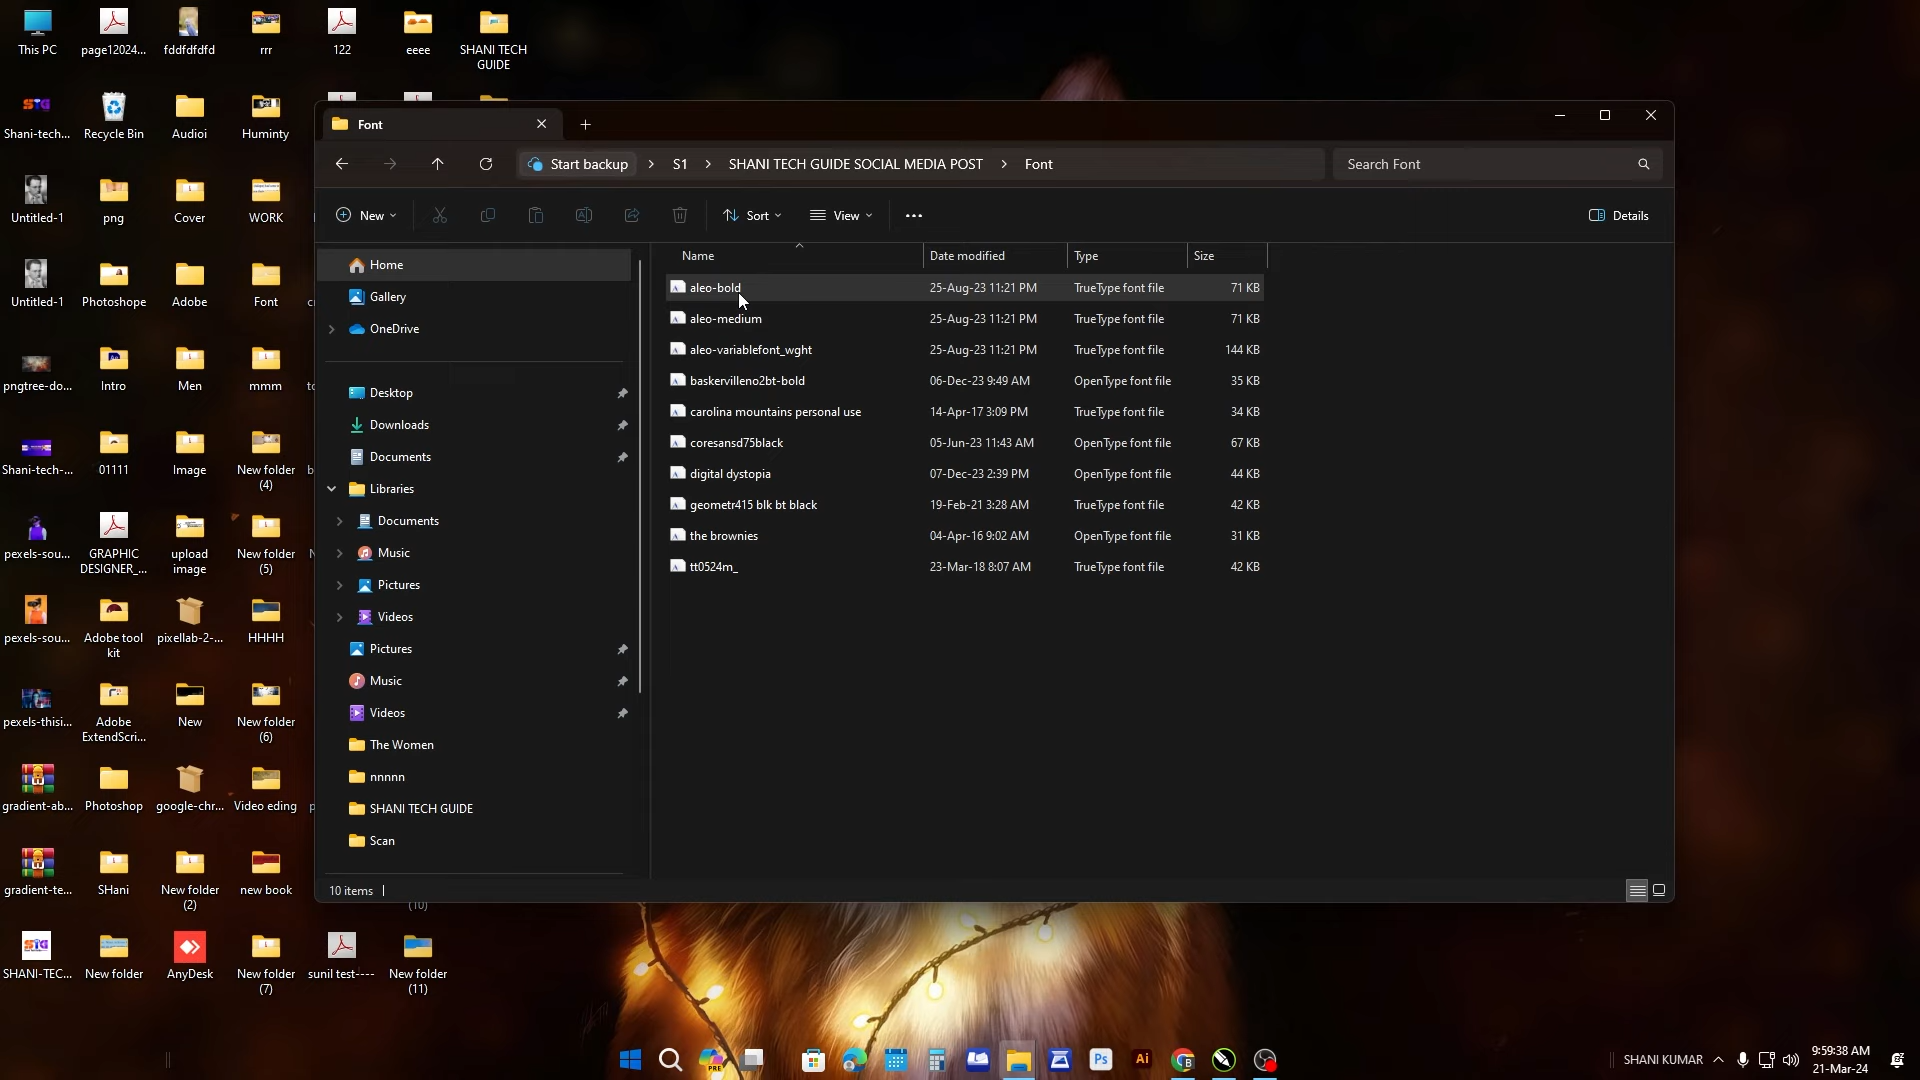 This PC
page12024...
fddfdfdfd
rrr
122
eeee
SHANI TECH
GUIDE
Shani-tech...
Recycle Bin
Audioi
Huminty
Untitled-1
png
Cover
WORK
Untitled-1
Photoshope
Adobe
Font
pngtree-do...
Intro
Men
mmm
Shani-tech-...
01111
Image
New folder
(4)
pexels-sou...
GRAPHIC
DESIGNER_...
upload
image
New folder
(5)
pexels-sou...
Adobe tool
kit
pixellab-2-...
HHHH
pexels-thisi...
Adobe
ExtendScri...
New
New folder
(6)
gradient-ab...
Photoshop
google-chr...
Video eding
gradient-te...
SHani
New folder
(2)
new book
(10)
SHANI-TEC...
New folder
AnyDesk
New folder
(7)
sunil test----
New folder
(11)
Font
Start backup
S1
SHANI TECH GUIDE SOCIAL MEDIA POST
Font
Search Font
New
Sort
View
Details
Home
Gallery
OneDrive
Desktop
Downloads
Documents
Libraries
Documents
Music
Pictures
Videos
Pictures
Music
Videos
The Women
nnnnn
SHANI TECH GUIDE
Scan
Name Date modified Type Size
aleo-bold 25-Aug-23 11:21 PM TrueType font file 71 KB
aleo-medium 25-Aug-23 11:21 PM TrueType font file 71 KB
aleo-variablefont_wght 25-Aug-23 11:21 PM TrueType font file 144 KB
baskervilleno2bt-bold 06-Dec-23 9:49 AM OpenType font file 35 KB
carolina mountains personal use 14-Apr-17 3:09 PM TrueType font file 34 KB
coresansd75black 05-Jun-23 11:43 AM OpenType font file 67 KB
digital dystopia 07-Dec-23 2:39 PM OpenType font file 44 KB
geometr415 blk bt black 19-Feb-21 3:28 AM TrueType font file 42 KB
the brownies 04-Apr-16 9:02 AM OpenType font file 31 KB
tt0524m_ 23-Mar-18 8:07 AM TrueType font file 42 KB
10 items
PRE
Ps
Ai
SHANI KUMAR
9:59:38 AM
21-Mar-24